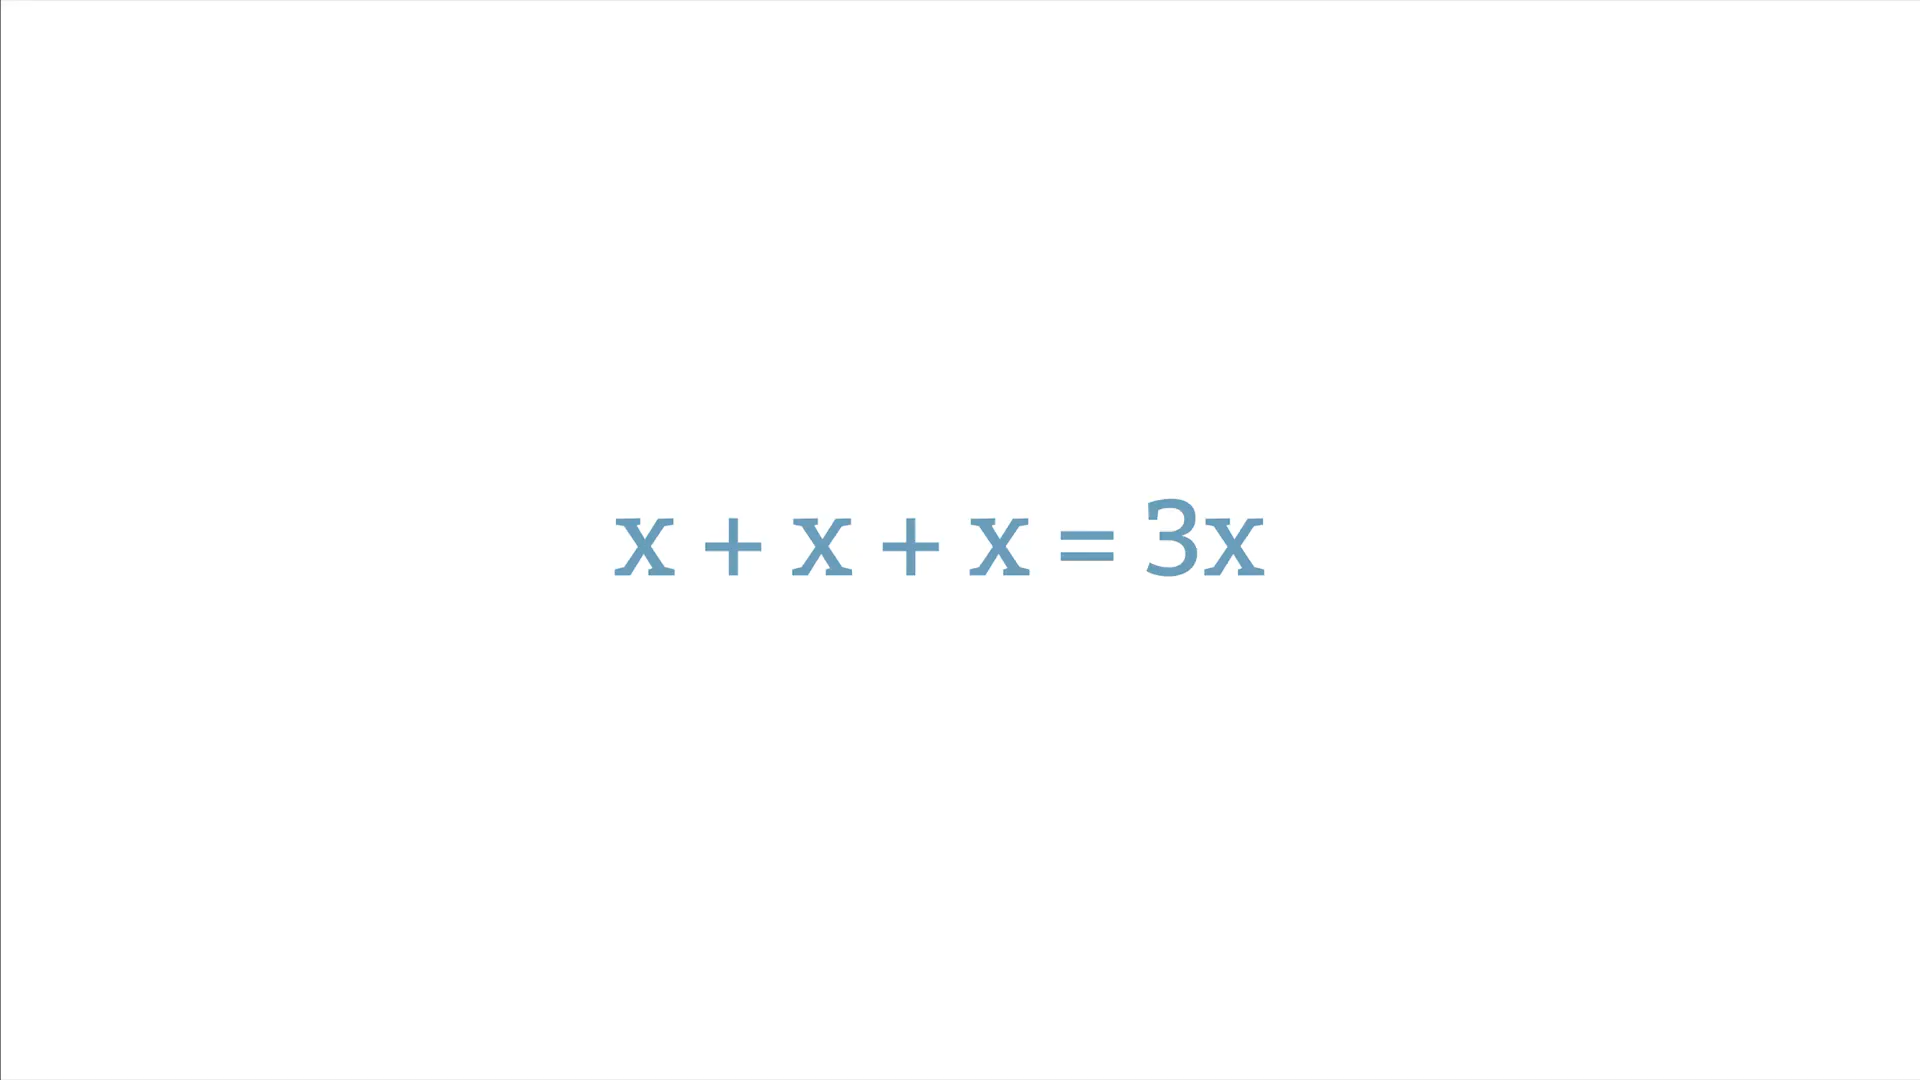 x + x + x = 3x